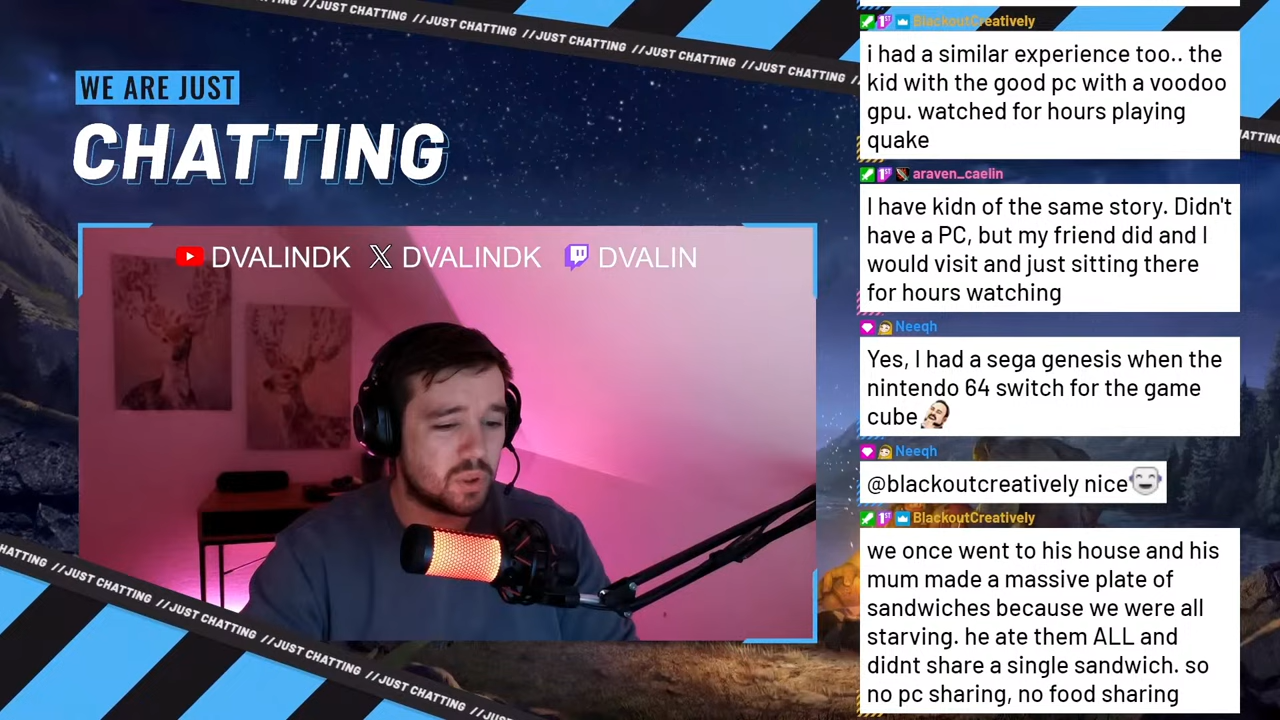 //JUST CHATTING //JUST CHATTING //JUST CHATTING //JUST CHATTING //JUST CHATTING
WE ARE JUST
CHATTING
DVALINDK DVALINDK DVALIN
HATTING //JUST CHATTING //JUST CHATTING //JUST CHATTING //JUST CHATTING //JUS
HATTING
BlackoutCreatively
i had a similar experience too.. the
kid with the good pc with a voodoo
gpu. watched for hours playing
quake
araven_caelin
I have kidn of the same story. Didn't
have a PC, but my friend did and I
would visit and just sitting there
for hours watching
Neeqh
Yes, I had a sega genesis when the
nintendo 64 switch for the game
cube
Neeqh
@blackoutcreatively nice
BlackoutCreatively
we once went to his house and his
mum made a massive plate of
sandwiches because we were all
starving. he ate them ALL and
didnt share a single sandwich. so
no pc sharing, no food sharing